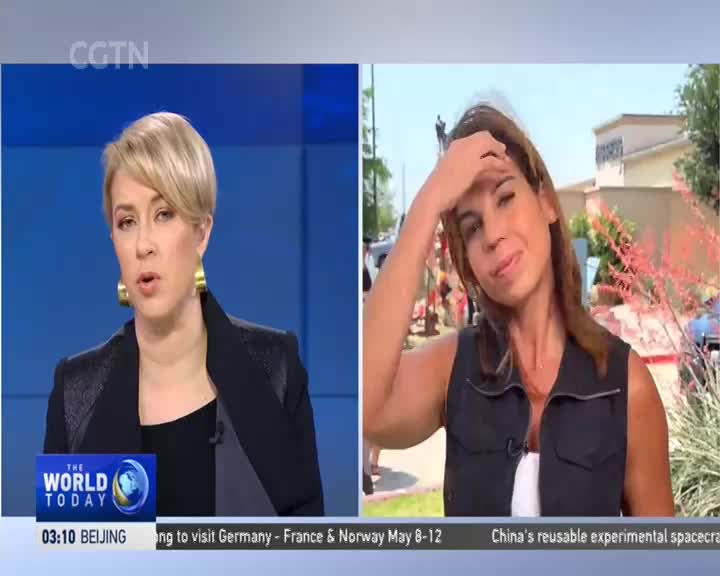 CGTN
THE
WORLD
TODAY
03:10 BEIJING
ng to visit Germany - France & Norway May 8-12
China's reusable experimental spacecra